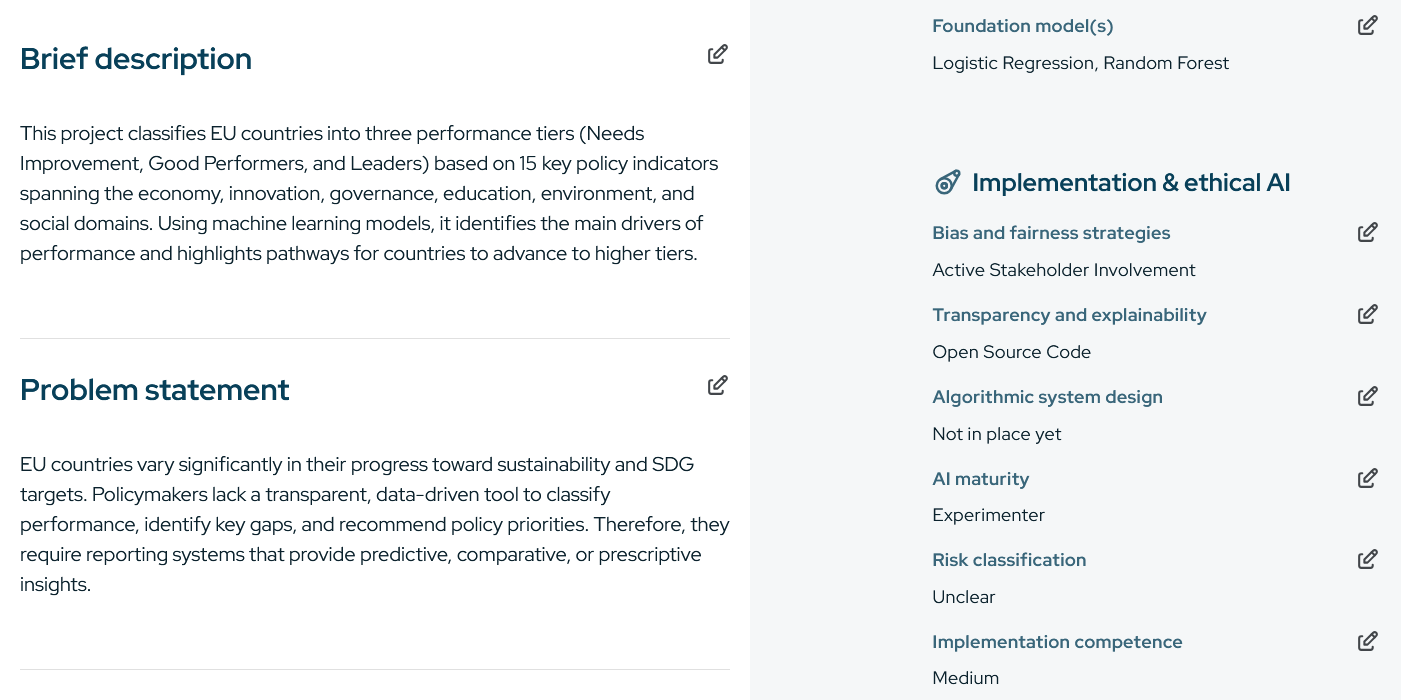 Brief description
This project classifies EU countries into three performance tiers (Needs
Improvement, Good Performers, and Leaders) based on 15 key policy indicators
spanning the economy, innovation, governance, education, environment, and
social domains. Using machine learning models, it identifies the main drivers of
performance and highlights pathways for countries to advance to higher tiers.
Problem statement
EU countries vary significantly in their progress toward sustainability and SDG
targets. Policymakers lack a transparent, data-driven tool to classify
performance, identify key gaps, and recommend policy priorities. Therefore, they
require reporting systems that provide predictive, comparative, or prescriptive
insights.
Foundation model(s)
Logistic Regression, Random Forest
Implementation & ethical AI
Bias and fairness strategies
Active Stakeholder Involvement
Transparency and explainability
Open Source Code
Algorithmic system design
Not in place yet
AI maturity
Experimenter
Risk classification
Unclear
Implementation competence
Medium